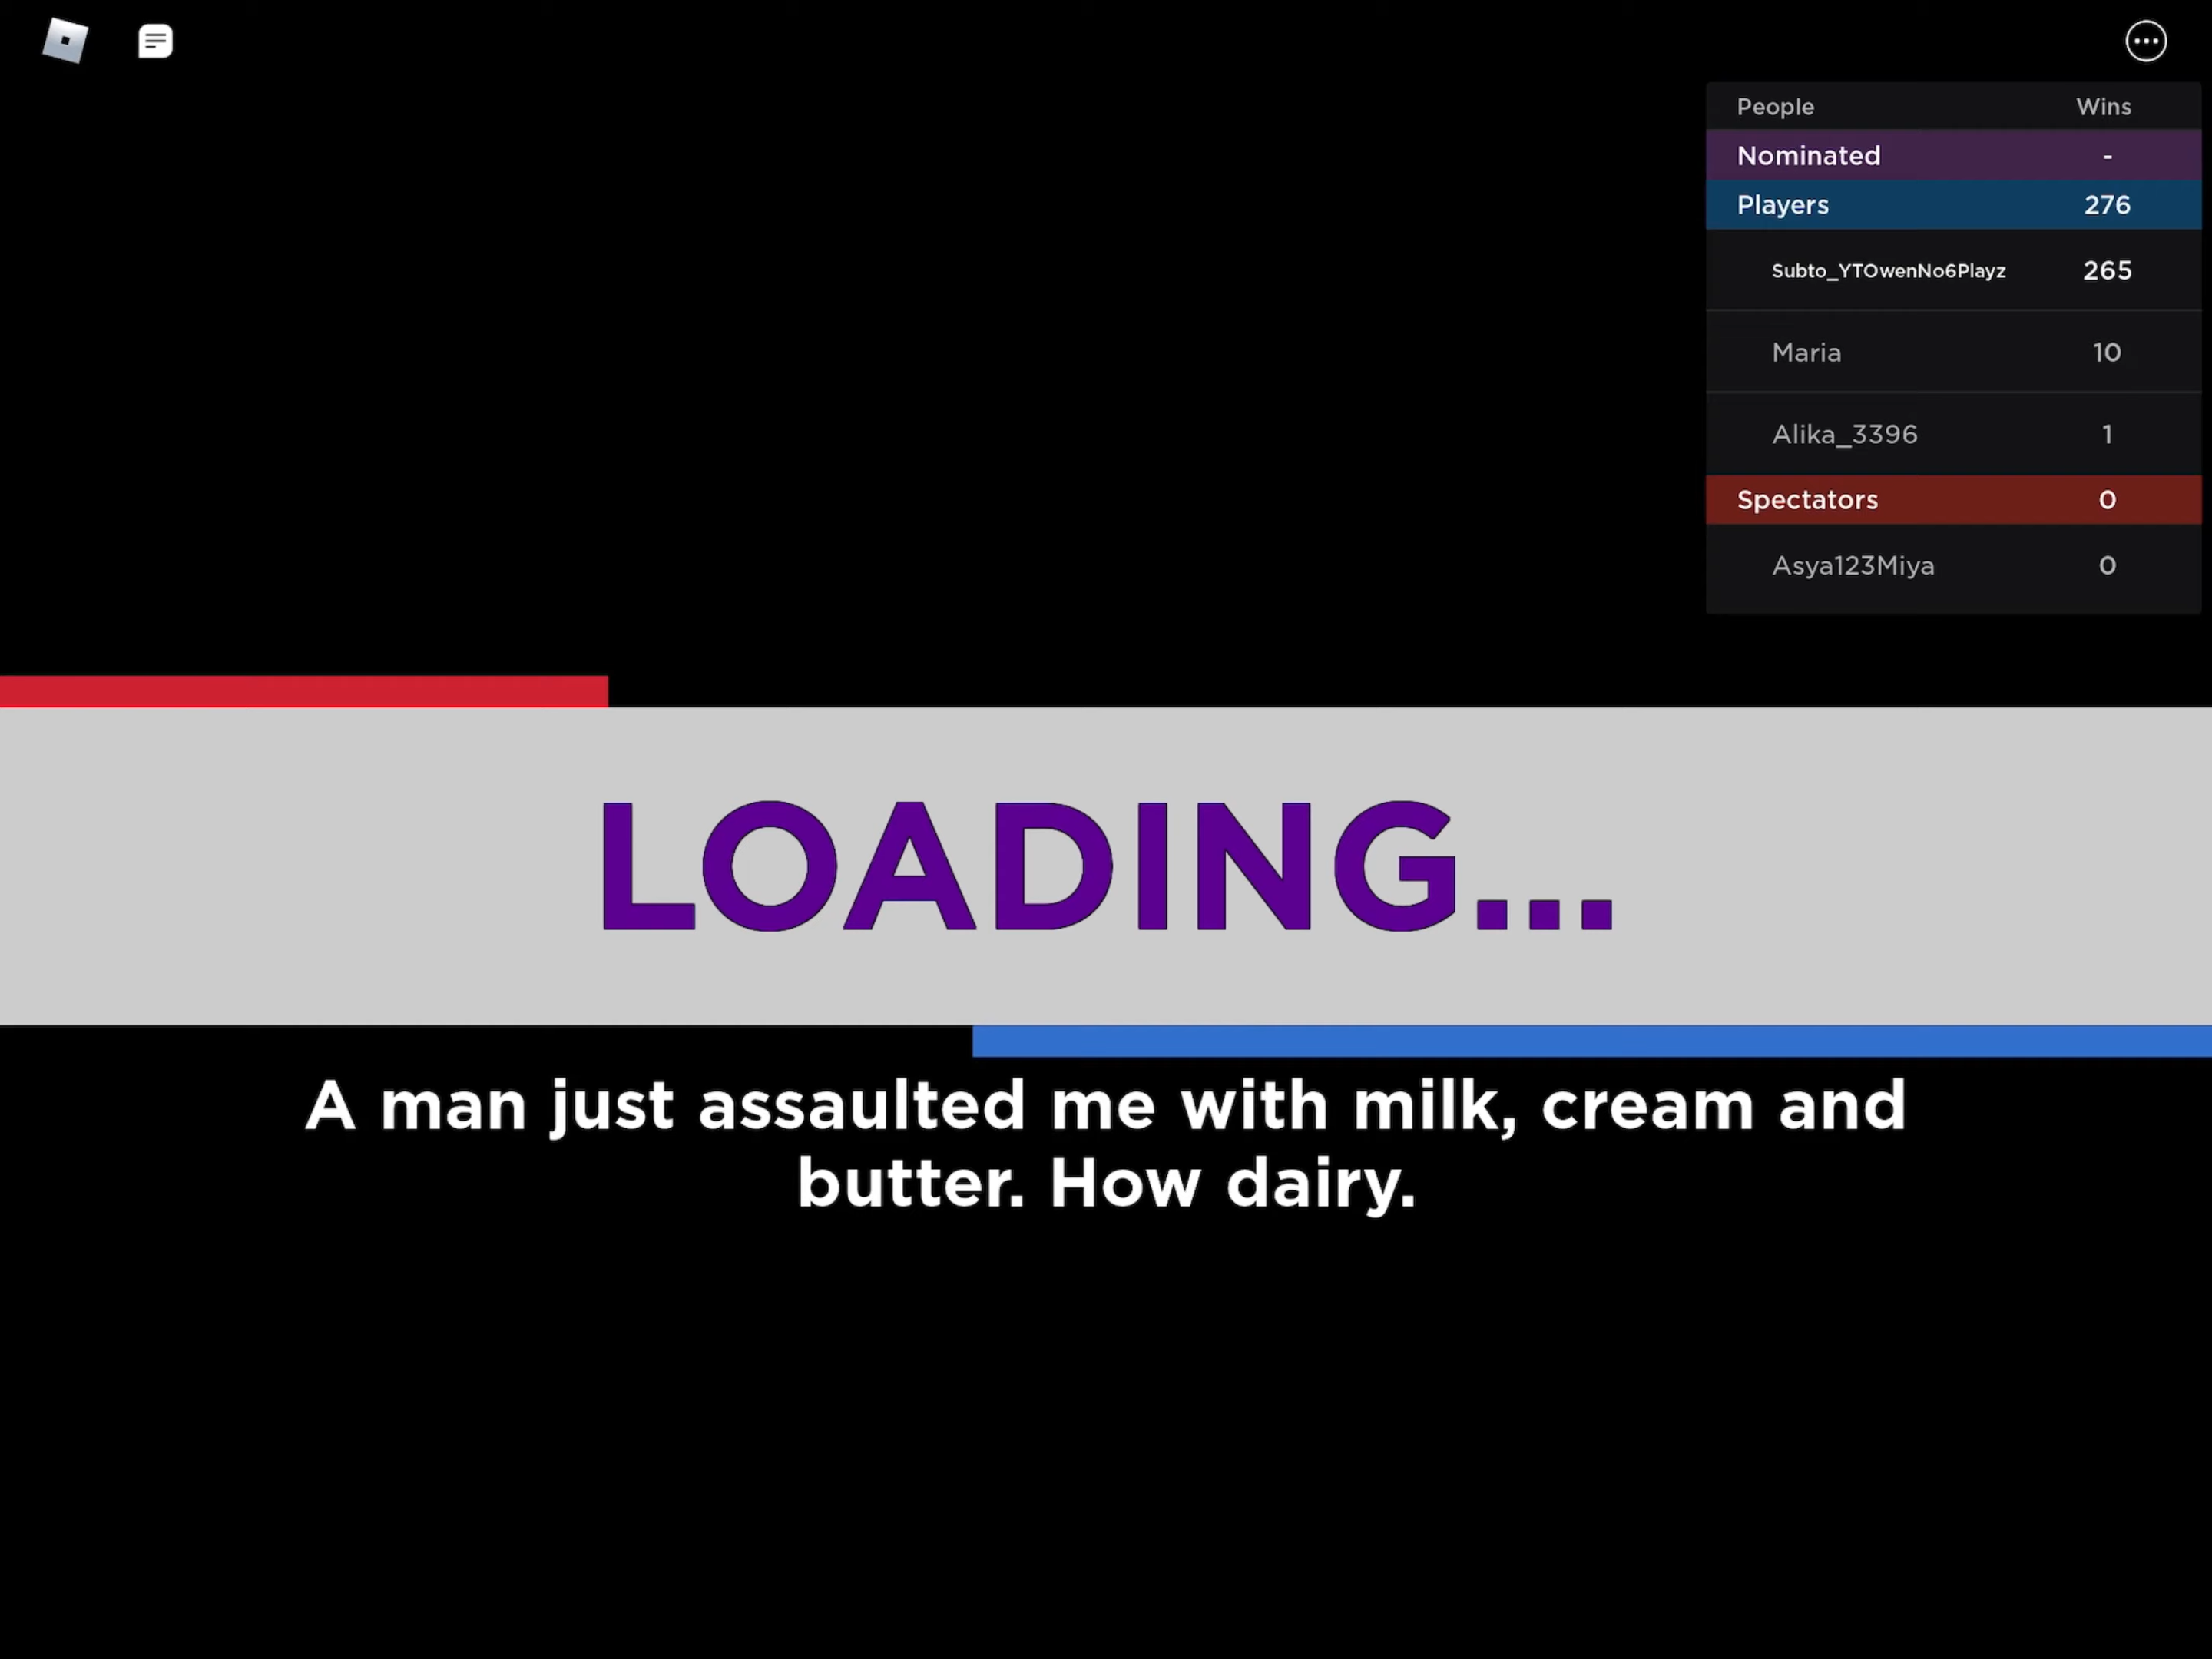 People Wins
Nominated -
Players 276
Subto_YTOwenNo6Playz 265
Maria 10
Alika_3396 1
Spectators 0
Asya123Miya 0
LOADING...
A man just assaulted me with milk, cream and
butter. How dairy.